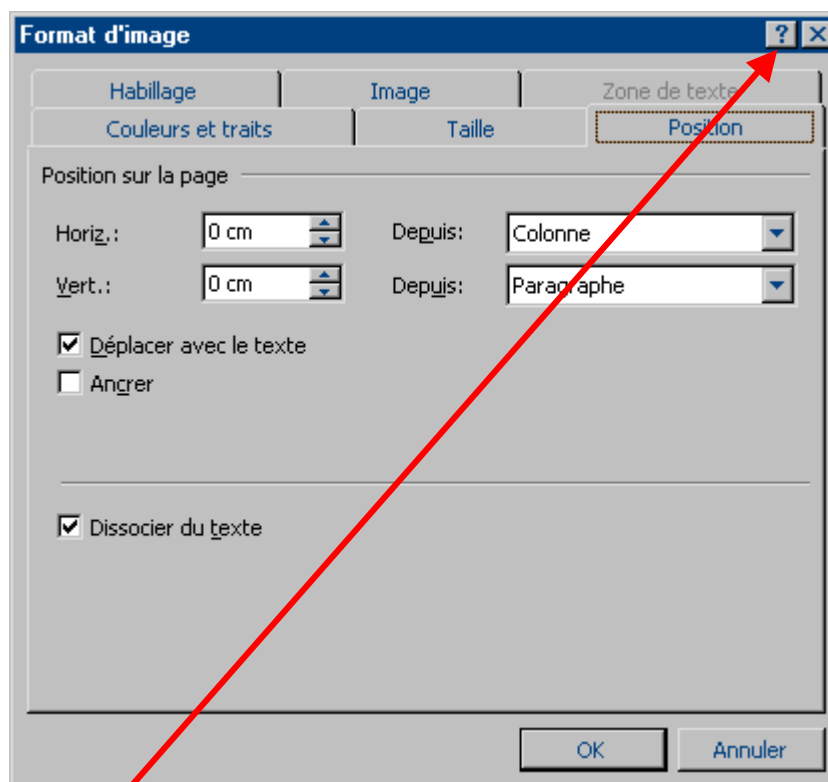 Format d'image ?
Habillage Image Zone de texte
Couleurs et traits Taille Position
Position sur la page
Horiz.: 0 cm Depuis: Colonne
Vert.: 0 cm Depuis: Paragraphe
Déplacer avec le texte
Ancrer
Dissocier du texte
OK Annuler